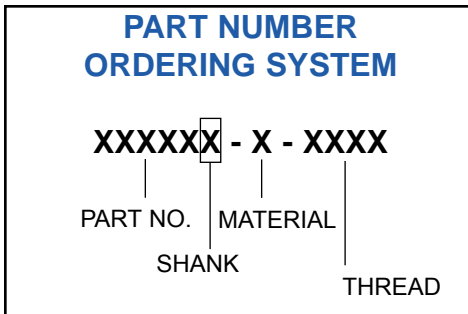 PART NUMBER
ORDERING SYSTEM
XXXXXX - X - XXXX
PART NO. MATERIAL
SHANK
THREAD